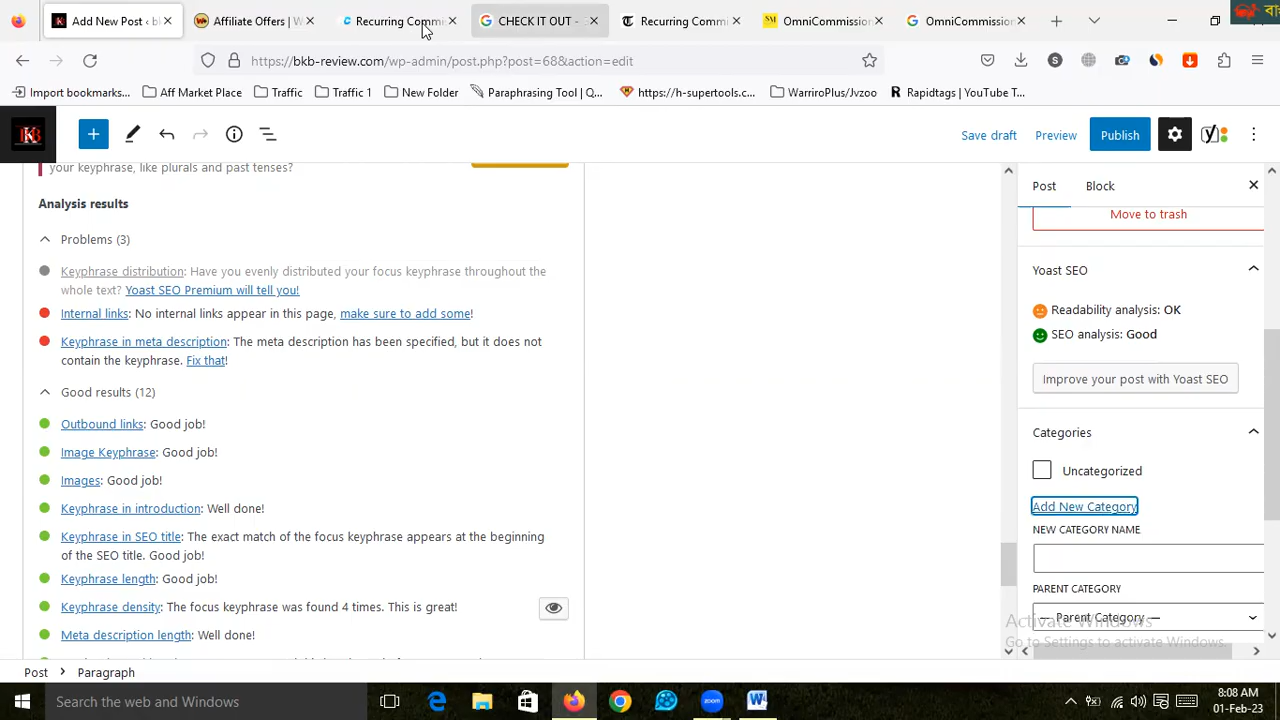 Add New Post ‹ b
Affiliate Offers | W
Recurring Commis
CHECK IT OUT - G
Recurring Commi
OmniCommission
OmniCommission
বা
https://bkb-review.com/wp-admin/post.php?post=68&action=edit
Import bookmarks...
Aff Market Place
Traffic
Traffic 1
New Folder
Paraphrasing Tool | Q...
https://h-supertools.c...
WarriroPlus/Jvzoo
Rapidtags | YouTube T...
Save draft
Preview
Publish
your keyphrase, like plurals and past tenses?
Analysis results
Problems (3)
Keyphrase distribution: Have you evenly distributed your focus keyphrase throughout the
whole text? Yoast SEO Premium will tell you!
Internal links: No internal links appear in this page, make sure to add some!
Keyphrase in meta description: The meta description has been specified, but it does not
contain the keyphrase. Fix that!
Good results (12)
Outbound links: Good job!
Image Keyphrase: Good job!
Images: Good job!
Keyphrase in introduction: Well done!
Keyphrase in SEO title: The exact match of the focus keyphrase appears at the beginning
of the SEO title. Good job!
Keyphrase length: Good job!
Keyphrase density: The focus keyphrase was found 4 times. This is great!
Meta description length: Well done!
Post
Block
Move to trash
Yoast SEO
Readability analysis: OK
SEO analysis: Good
Improve your post with Yoast SEO
Categories
Uncategorized
Add New Category
NEW CATEGORY NAME
PARENT CATEGORY
— Parent Category —
Activate Windows
Go to Settings to activate Windows.
Post
Paragraph
Search the web and Windows
8:08 AM
01-Feb-23